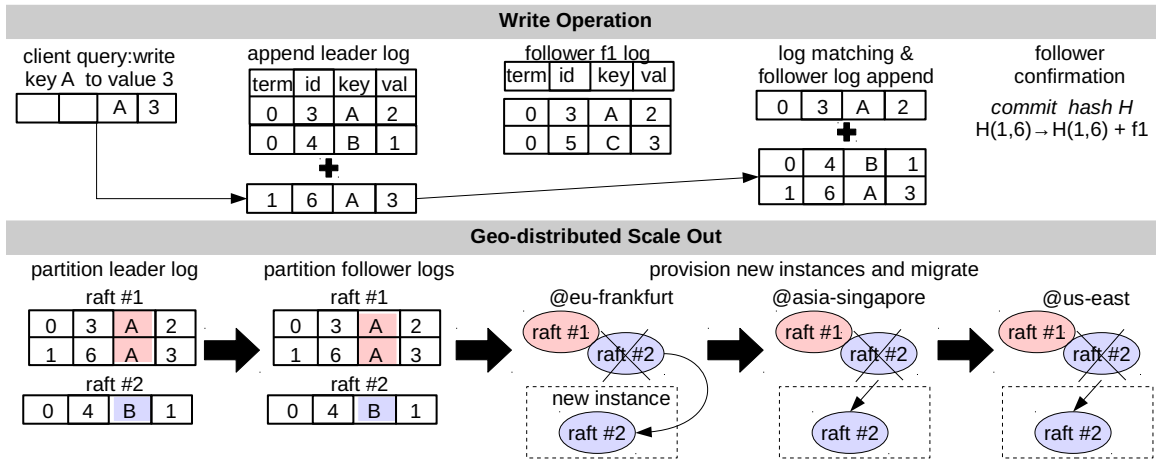 Write Operation
client query:write
key A to value 3
A 3
append leader log
term id key val
0 3 A 2
0 4 B 1
1 6 A 3
follower f1 log
term id key val
0 3 A 2
0 5 C 3
log matching &
follower log append
0 3 A 2
0 4 B 1
1 6 A 3
follower
confirmation
commit hash H
H(1,6)→H(1,6) + f1
Geo-distributed Scale Out
partition leader log
raft #1
0 3 A 2
1 6 A 3
raft #2
0 4 B 1
partition follower logs
raft #1
0 3 A 2
1 6 A 3
raft #2
0 4 B 1
provision new instances and migrate
@eu-frankfurt
raft #1
raft #2
new instance
raft #2
@asia-singapore
raft #1
raft #2
raft #2
@us-east
raft #1
raft #2
raft #2